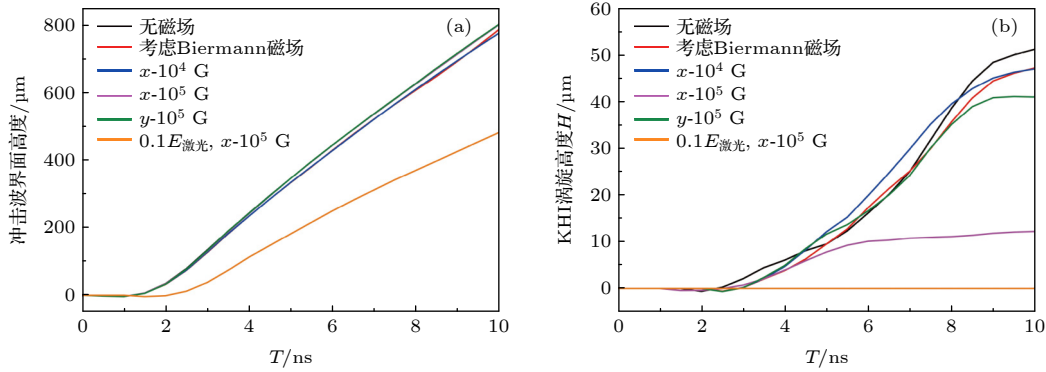 (a)
无磁场
考虑Biermann磁场
x-10⁴ G
x-10⁵ G
y-10⁵ G
0.1E激光, x-10⁵ G
冲击波界面高度/μm
800
600
400
200
0
0 2 4 6 8 10
T/ns
(b)
无磁场
考虑Biermann磁场
x-10⁴ G
x-10⁵ G
y-10⁵ G
0.1E激光, x-10⁵ G
KHI涡旋高度H/μm
60
50
40
30
20
10
0
0 2 4 6 8 10
T/ns